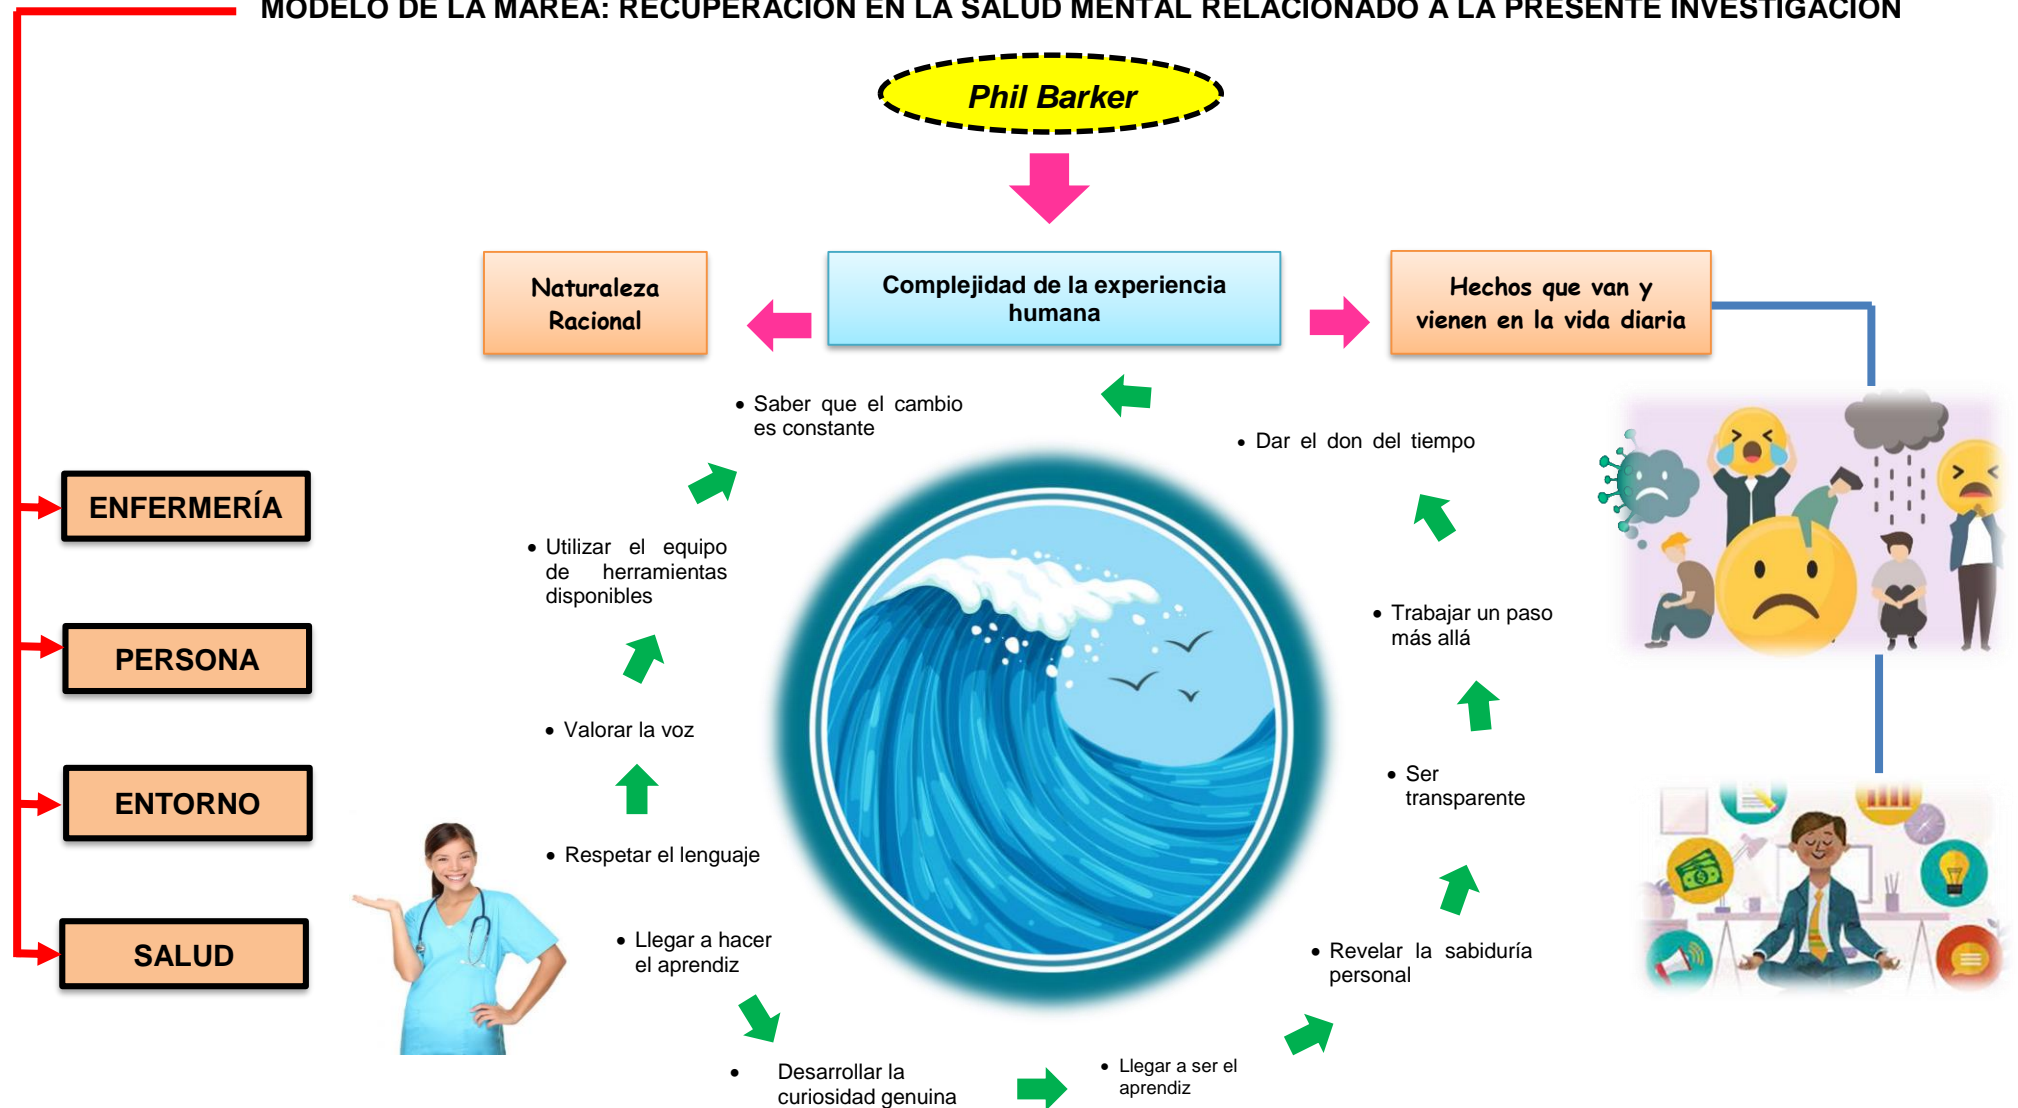 MODELO DE LA MAREA: RECUPERACIÓN EN LA SALUD MENTAL RELACIONADO A LA PRESENTE INVESTIGACIÓN
Phil Barker
Naturaleza
Racional
Complejidad de la experiencia
humana
Hechos que van y
vienen en la vida diaria
• Saber que el cambio
es constante
• Dar el don del tiempo
ENFERMERÍA
• Utilizar el equipo
de herramientas
disponibles
• Trabajar un paso
más allá
PERSONA
• Valorar la voz
• Ser
transparente
ENTORNO
• Respetar el lenguaje
• Llegar a hacer
el aprendiz
• Revelar la sabiduría
personal
SALUD
• Desarrollar la
curiosidad genuina
• Llegar a ser el
aprendiz